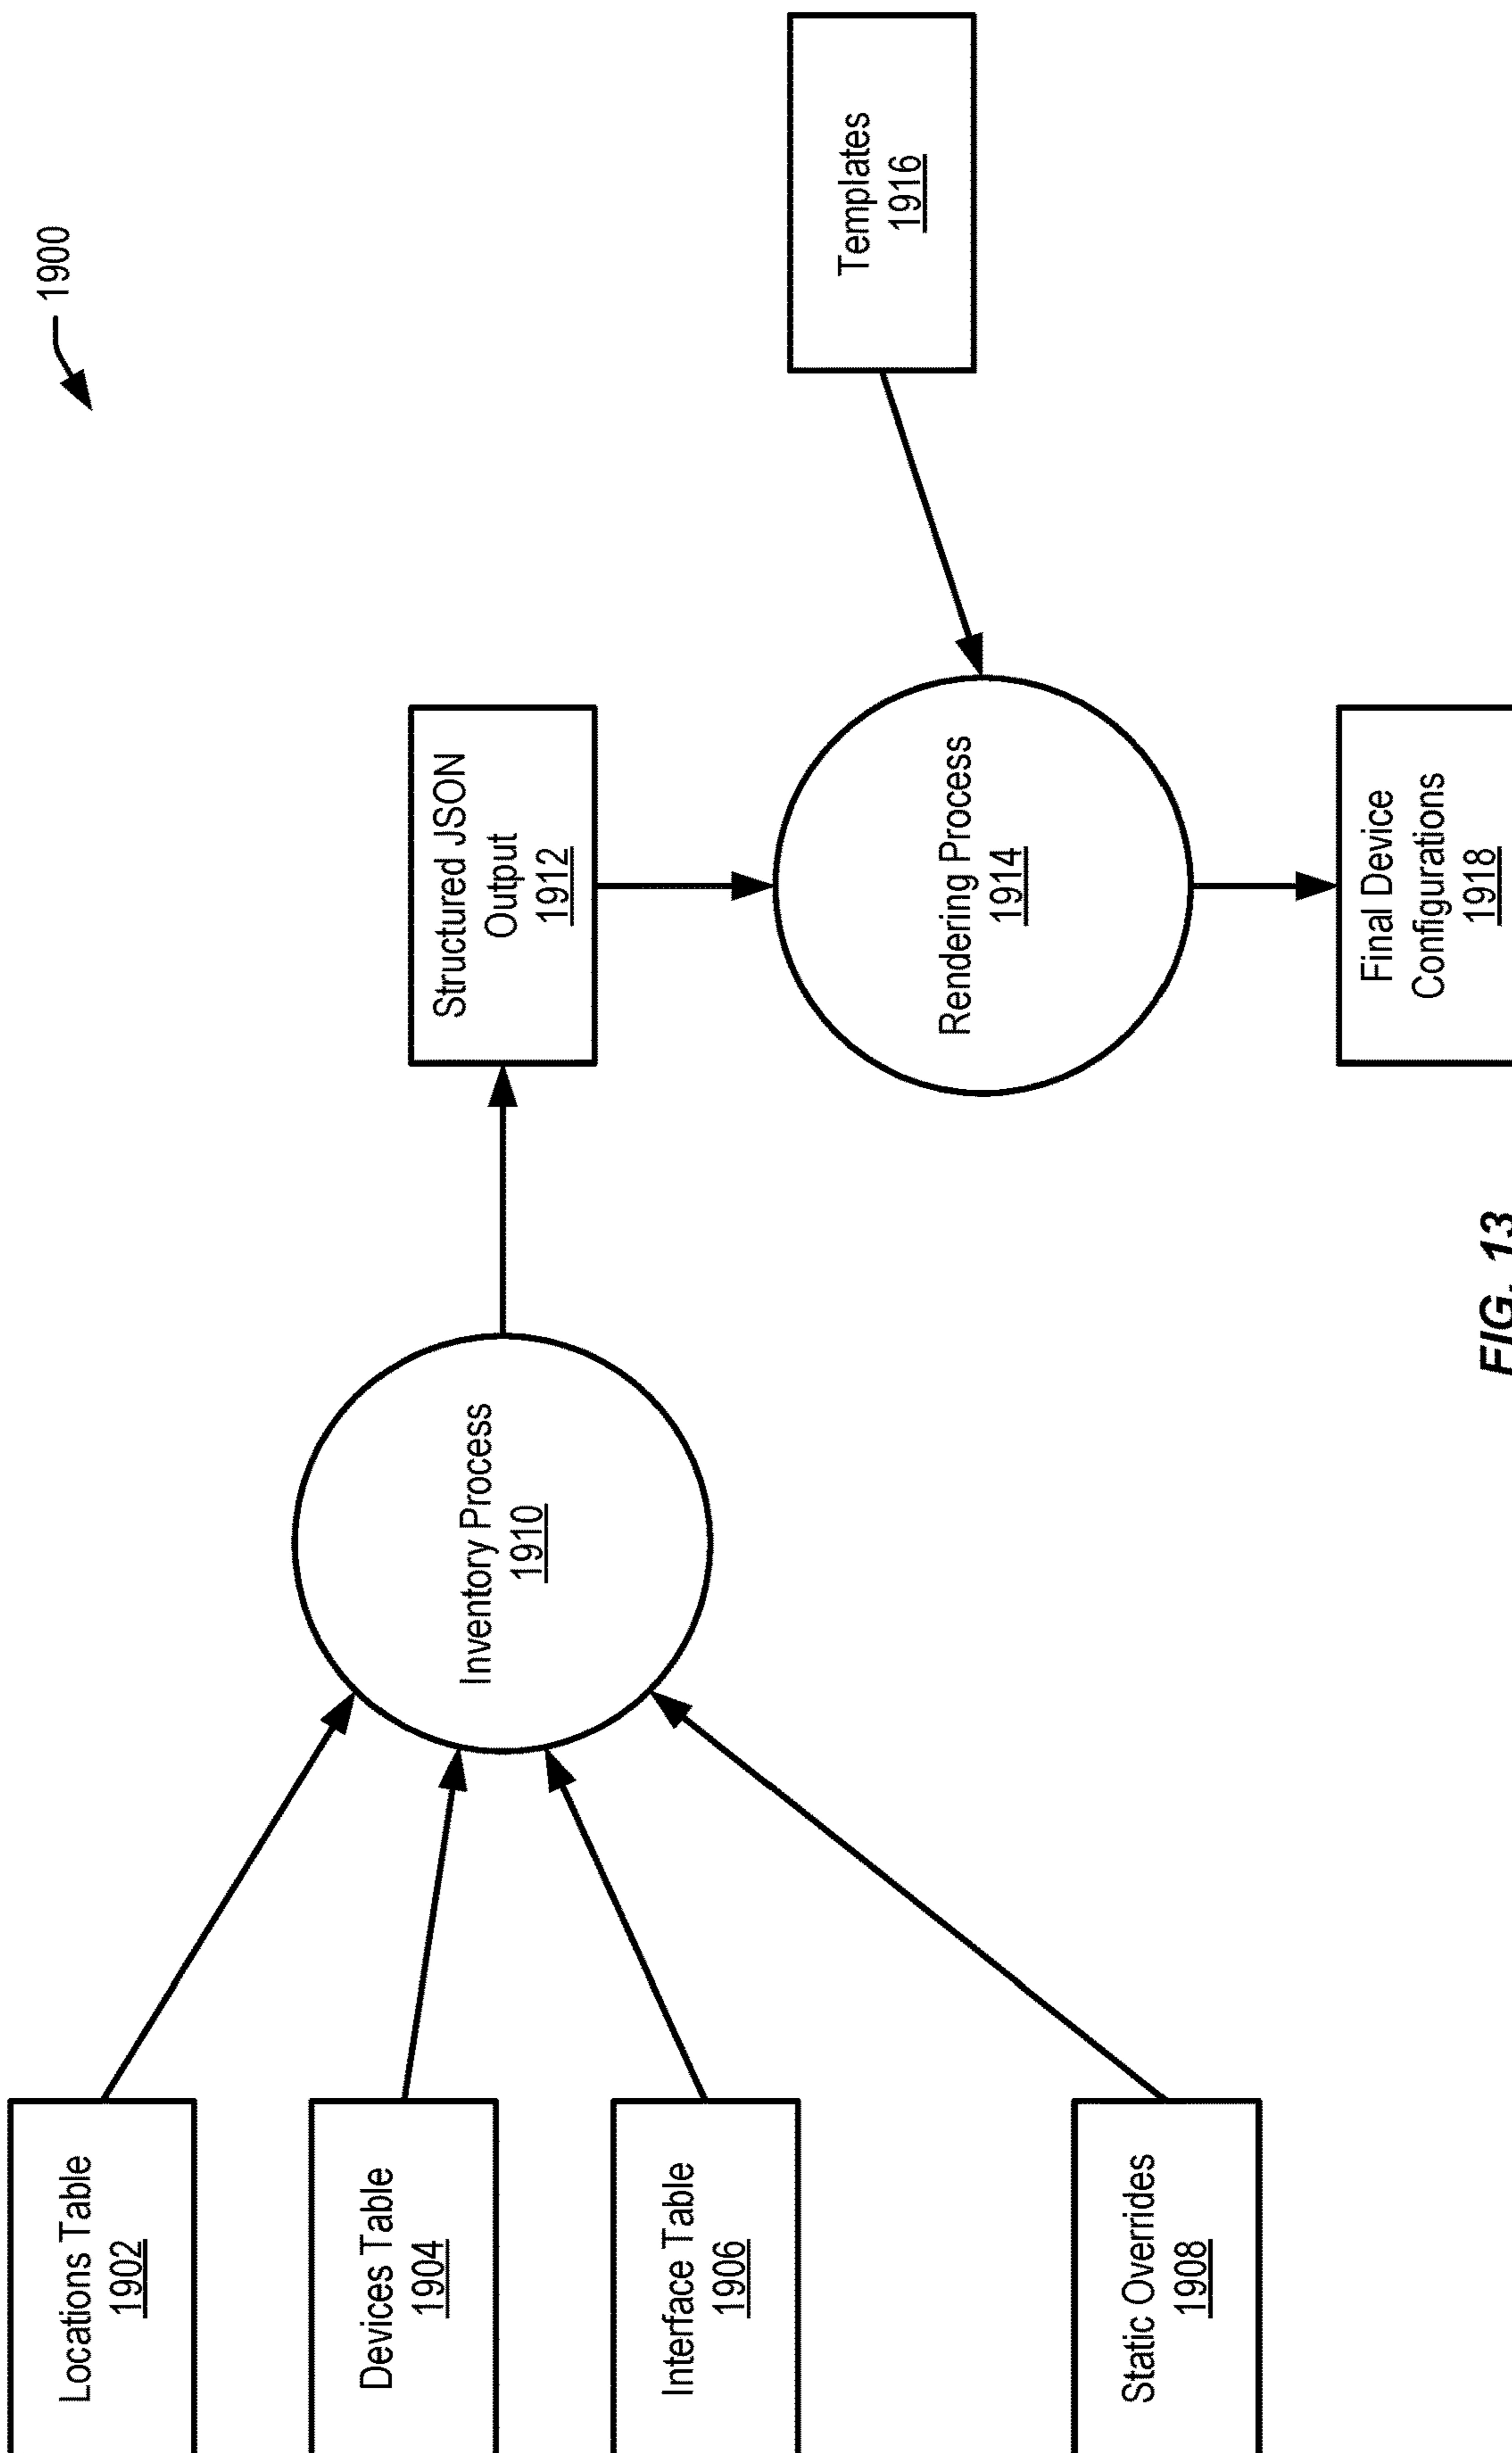 1900
Locations Table
1902
Devices Table
1904
Interface Table
1906
Static Overrides
1908
Inventory Process
1910
Structured JSON
Output
1912
Rendering Process
1914
Templates
1916
Final Device
Configurations
1918
FIG. 13